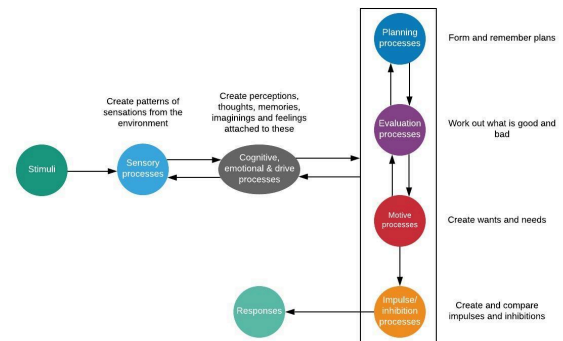 Planning
processes
Form and remember plans
Create patterns of
sensations from the
environment
Create perceptions,
thoughts, memories,
imaginings and feelings
attached to these
Evaluation
processes
Work out what is good and
bad
Stimuli
Sensory
processes
Cognitive,
emotional & drive
processes
Motive
processes
Create wants and needs
Responses
Impulse/
inhibition
processes
Create and compare
impulses and inhibitions